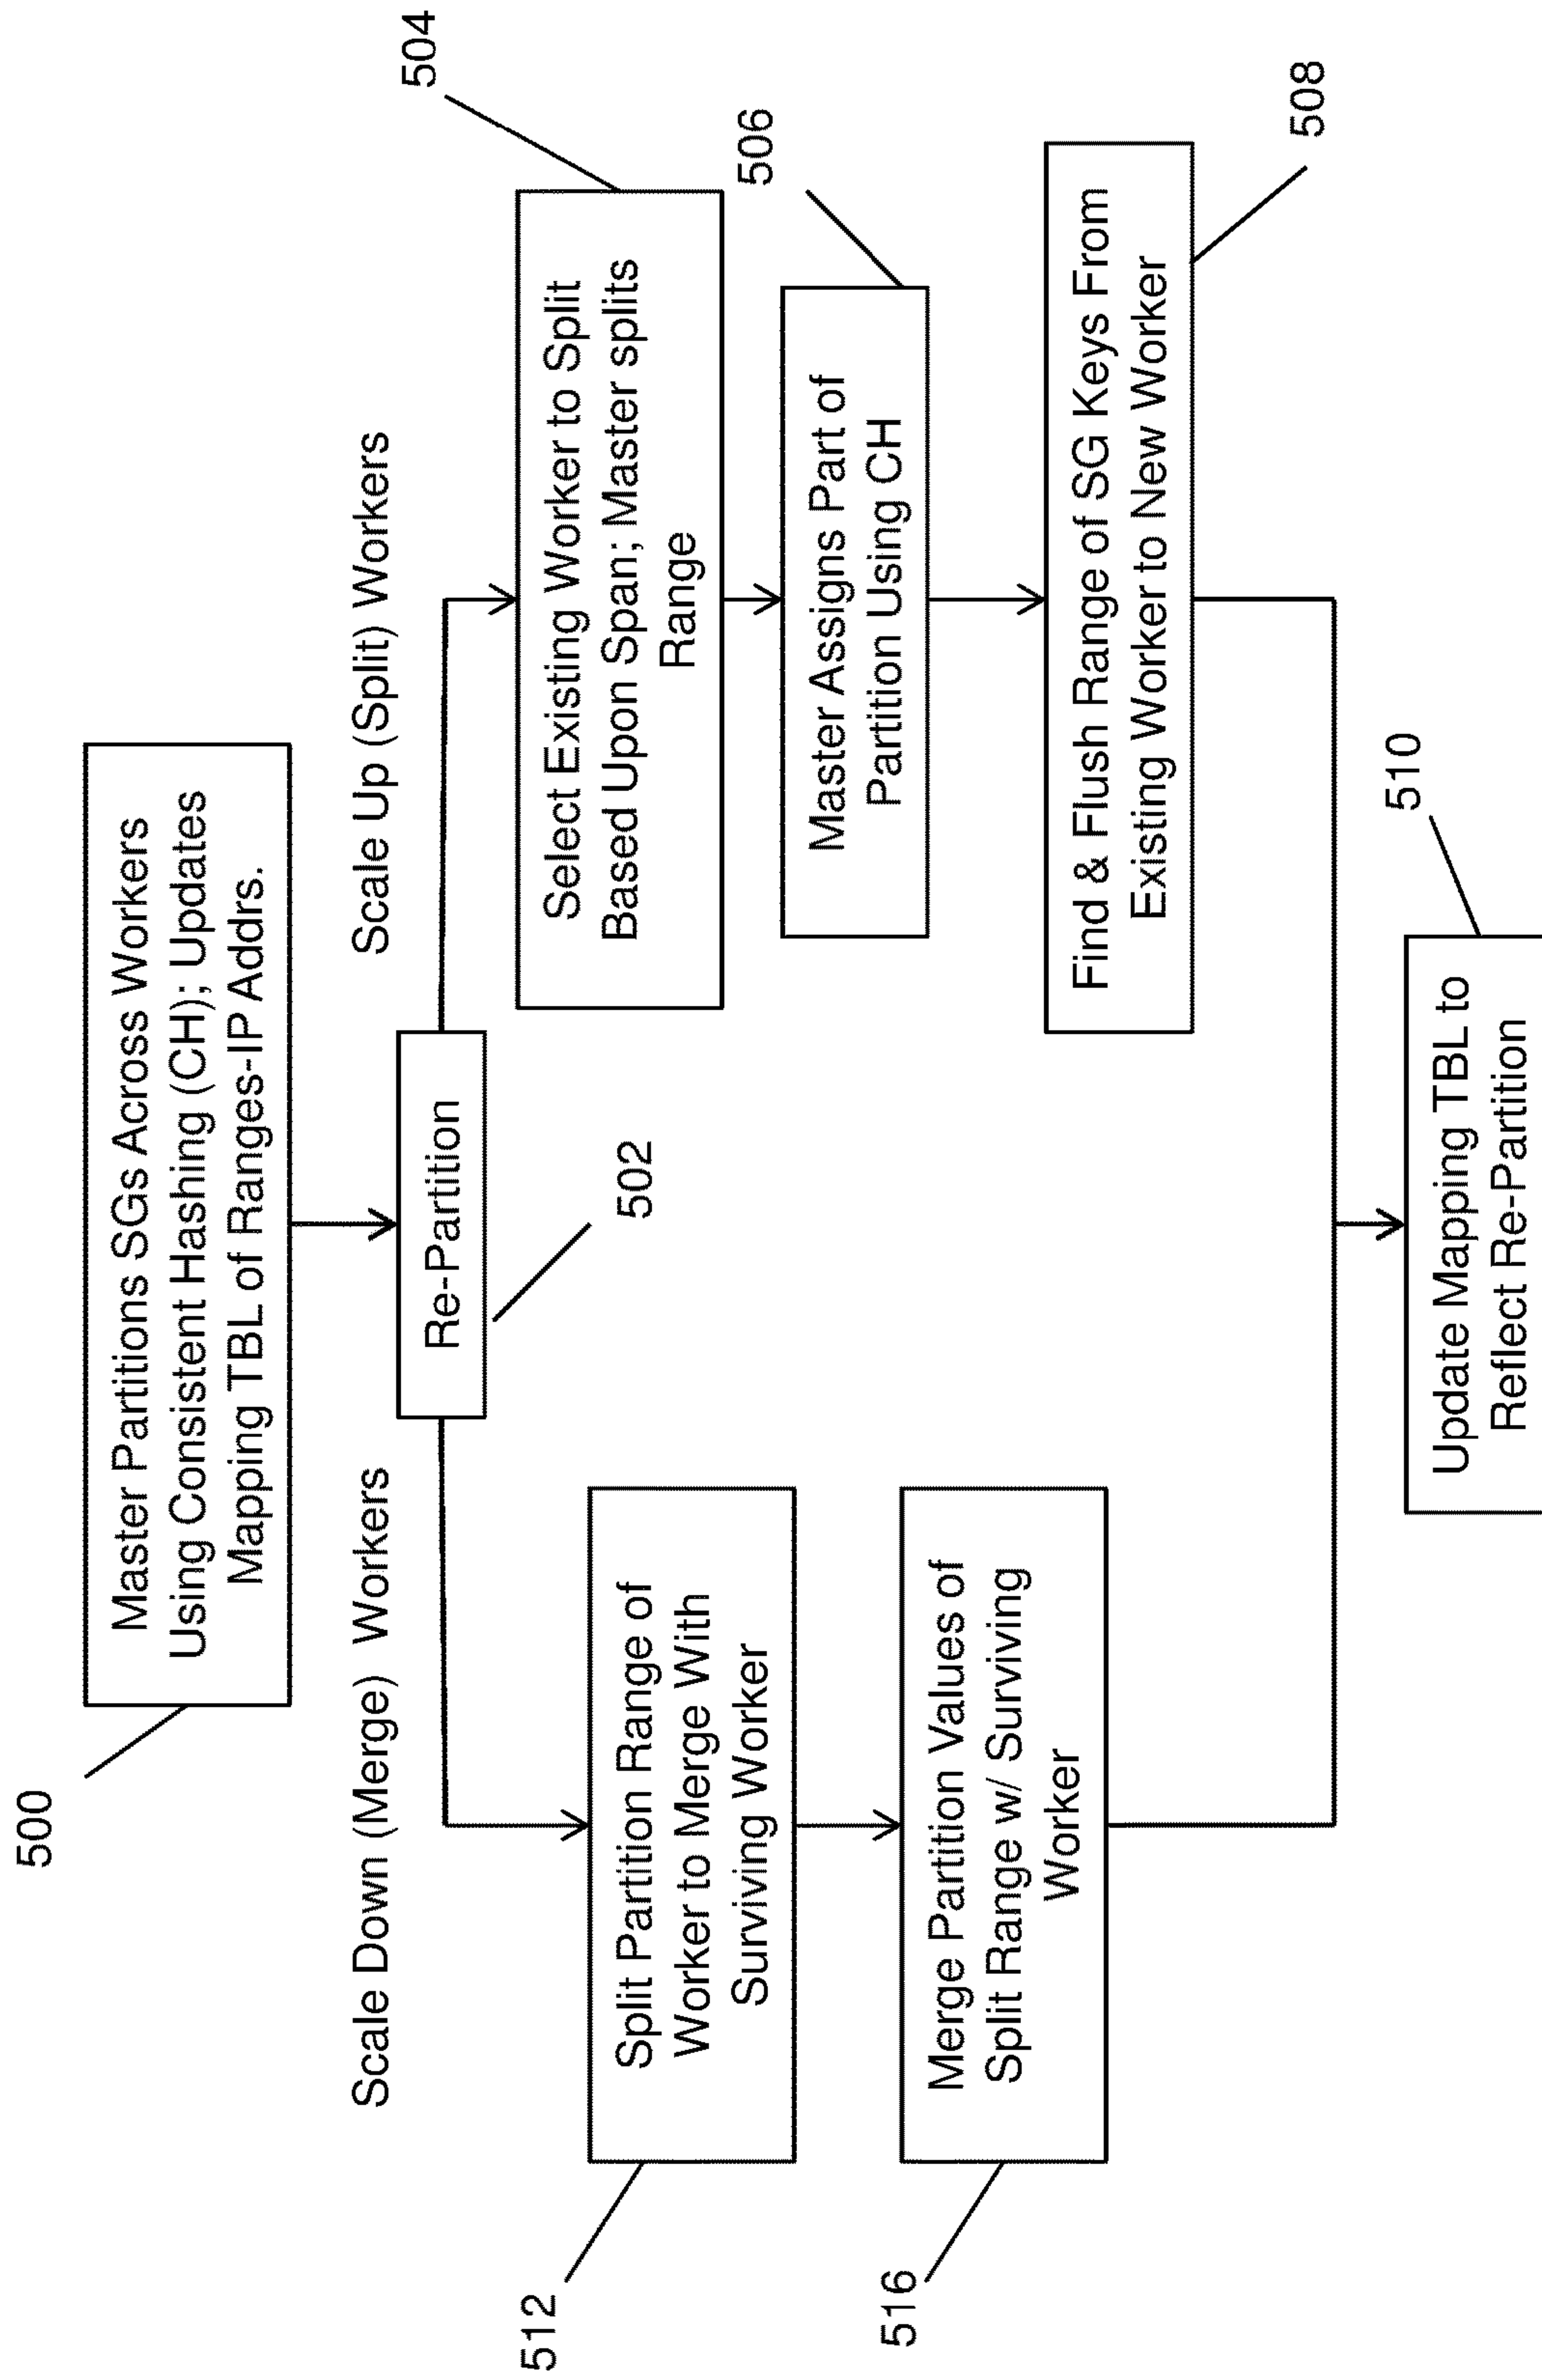 500
Master Partitions SGs Across Workers
Using Consistent Hashing (CH); Updates
Mapping TBL of Ranges-IP Addrs.
Re-Partition
502
Scale Down (Merge) Workers
Scale Up (Split) Workers
512
Split Partition Range of
Worker to Merge With
Surviving Worker
516
Merge Partition Values of
Split Range w/ Surviving
Worker
504
Select Existing Worker to Split
Based Upon Span; Master splits
Range
506
Master Assigns Part of
Partition Using CH
Find & Flush Range of SG Keys From
Existing Worker to New Worker
508
510
Update Mapping TBL to
Reflect Re-Partition